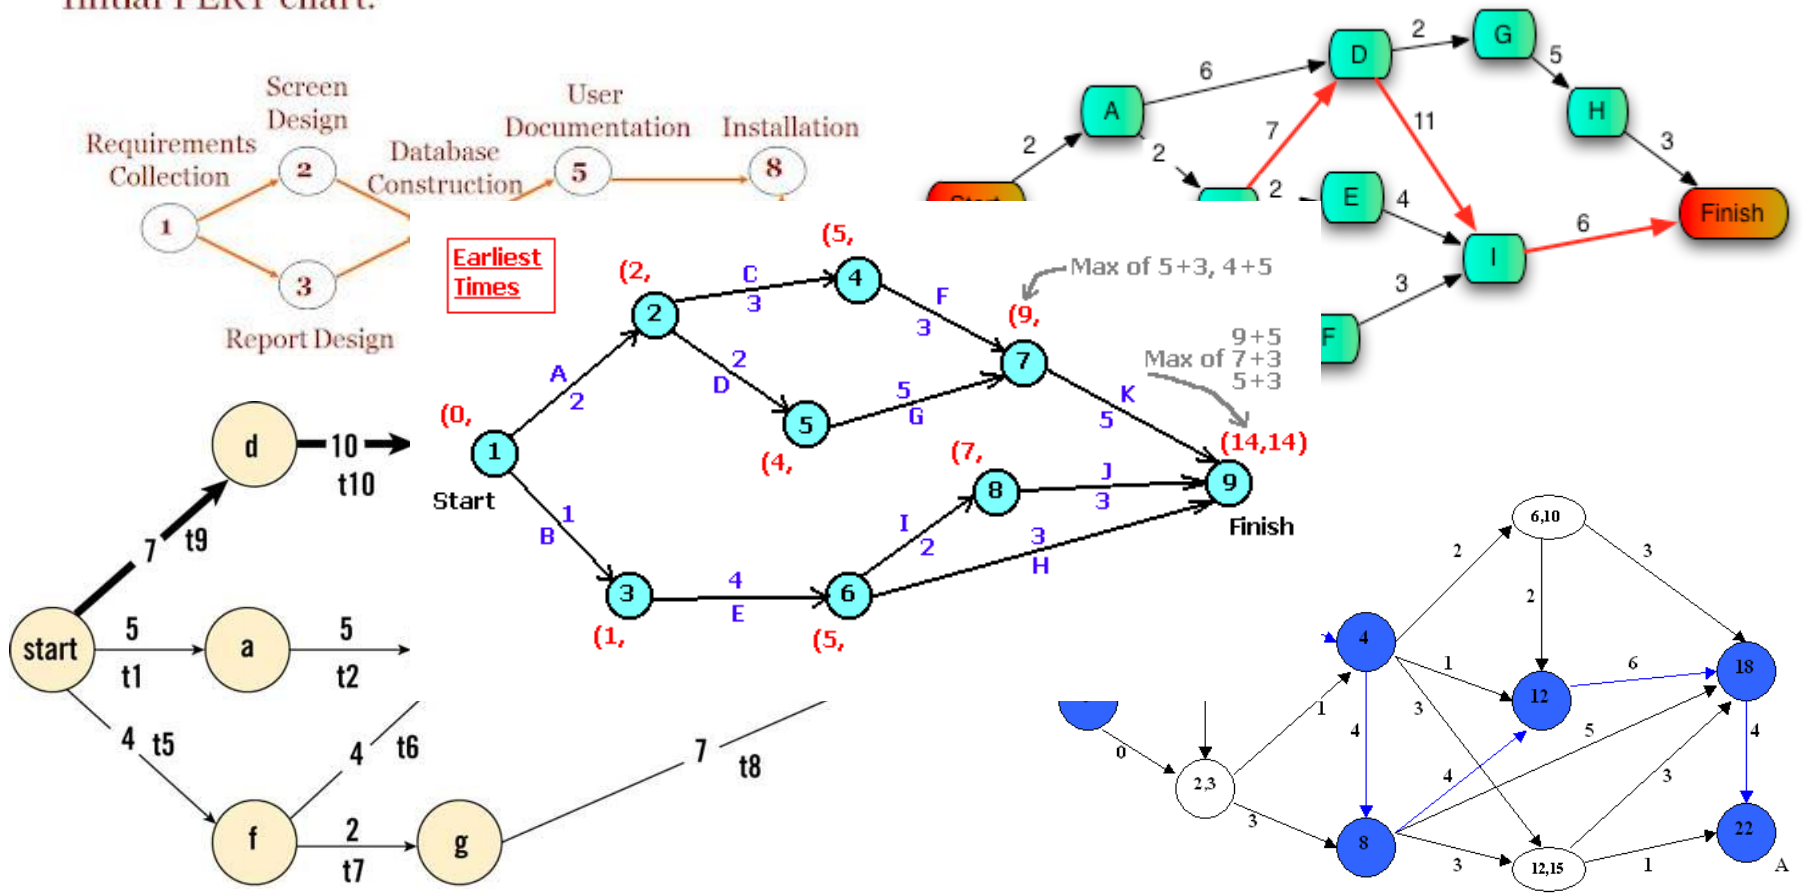 Initial PERT chart:
Screen
Design
Requirements
Collection
User
Documentation
Installation
Database
Construction
1
2
3
5
8
Report Design
2
6
2
7
2
11
2
5
3
4
3
6
A
D
G
H
E
I
F
Finish
Earliest
Times
(0,
(2,
(5,
(9,
(4,
(7,
(14,14)
(1,
(5,
Max of 5+3, 4+5
9+5
Max of 7+3
5+3
1
2
3
4
5
6
7
8
9
Start
Finish
A
2
B
1
C
3
2
D
4
E
F
3
5
G
3
H
I
2
J
3
K
5
start
d
a
f
g
7
t9
10
t10
5
t1
5
t2
4
t5
4
t6
2
t7
7
t8
6,10
4
12
18
2,3
8
12,15
22
A
2
3
2
1
6
3
4
5
4
1
0
3
4
3
3
1